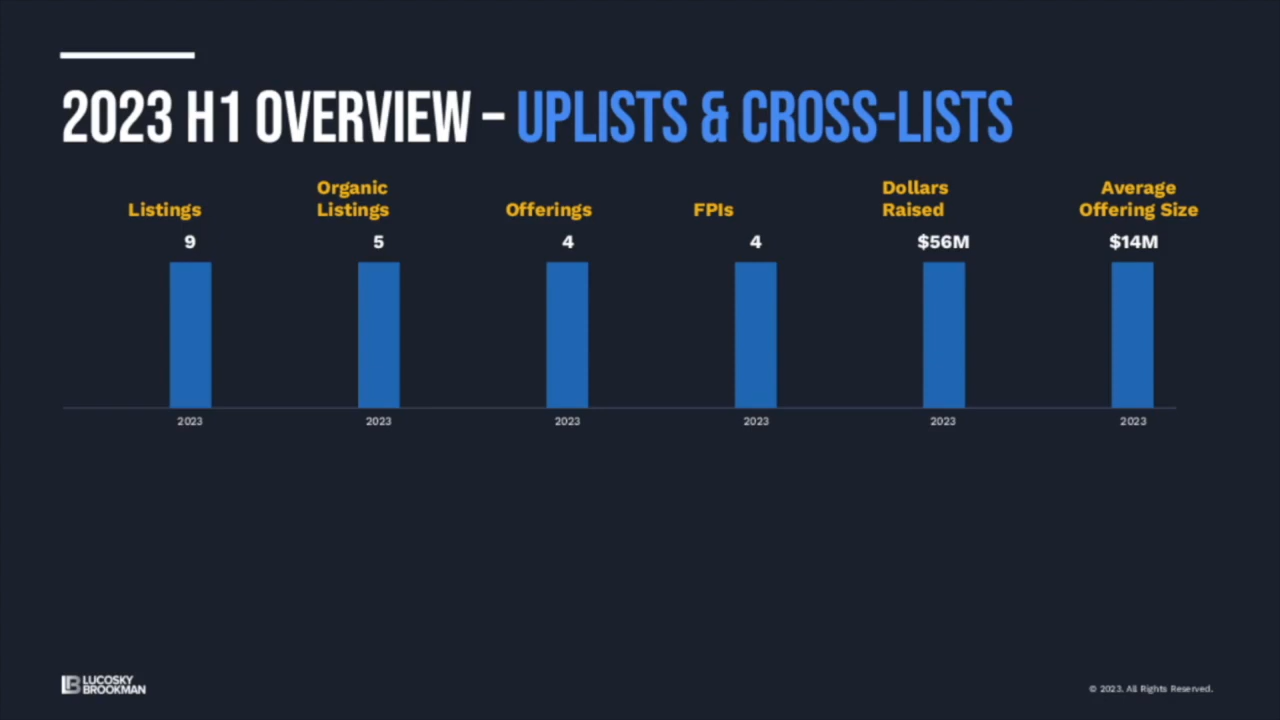 2023 H1 OVERVIEW – UPLISTS & CROSS-LISTS
Listings
Organic
Listings
Offerings
FPIs
Dollars
Raised
Average
Offering Size
9
5
4
4
$56M
$14M
2023
2023
2023
2023
2023
2023
LB LUCOSKY
BROOKMAN
© 2023. All Rights Reserved.